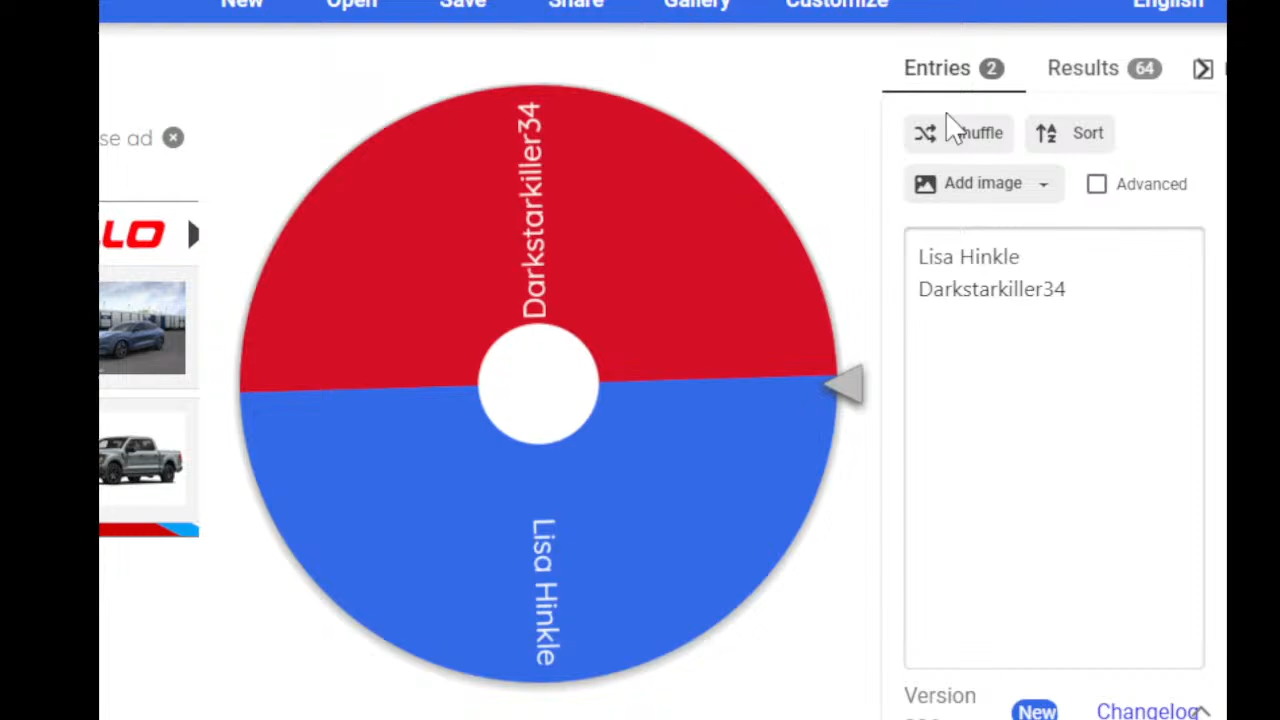 New Open Save Share Gallery Customize English
Entries 2 Results 64
se ad
Shuffle Sort
Add image Advanced
LO
Darkstarkiller34
Lisa Hinkle
Lisa Hinkle
Darkstarkiller34
Version
New Changelog